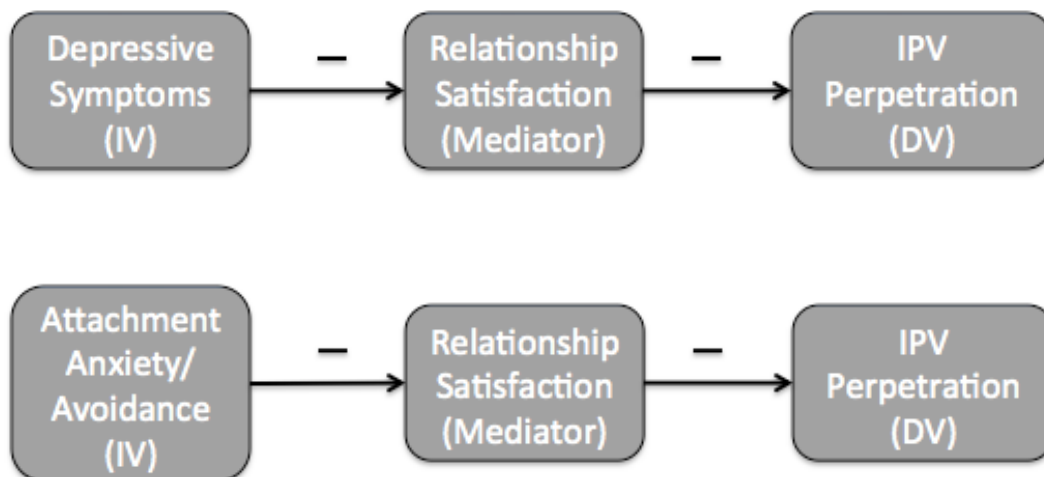 Depressive
Symptoms
(IV)
–
Relationship
Satisfaction
(Mediator)
–
IPV
Perpetration
(DV)
Attachment
Anxiety/
Avoidance
(IV)
–
Relationship
Satisfaction
(Mediator)
–
IPV
Perpetration
(DV)